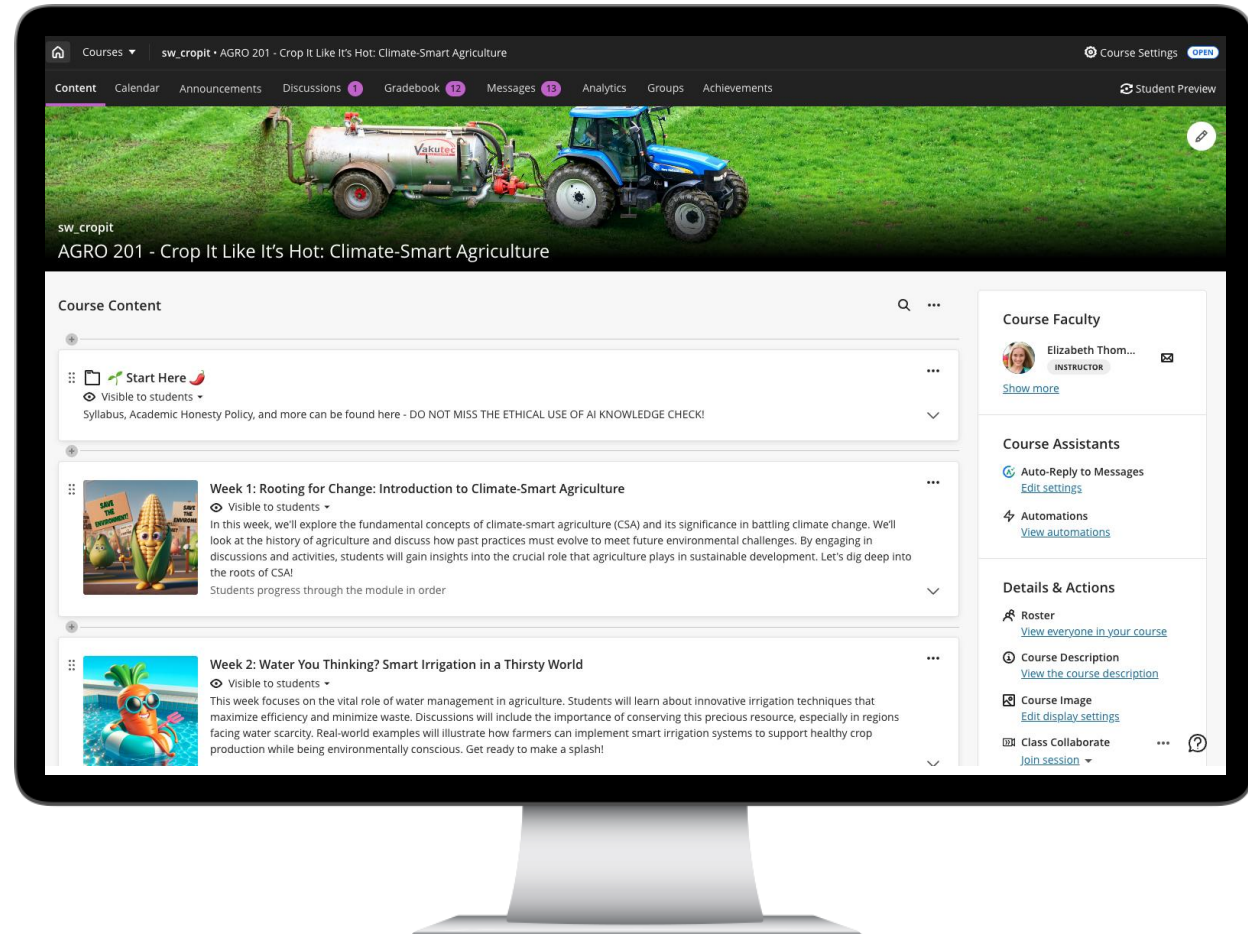 Courses
sw_cropit • AGRO 201 - Crop It Like It's Hot: Climate-Smart Agriculture
Course Settings
OPEN
Content
Calendar
Announcements
Discussions 1
Gradebook 12
Messages 13
Analytics
Groups
Achievements
Student Preview
Vakutec
sw_cropit
AGRO 201 - Crop It Like It's Hot: Climate-Smart Agriculture
Course Content
Start Here
Visible to students
Syllabus, Academic Honesty Policy, and more can be found here - DO NOT MISS THE ETHICAL USE OF AI KNOWLEDGE CHECK!
SAVE
THE
ENVIRONMENT!
SAVE
THE
ENVIROME
Week 1: Rooting for Change: Introduction to Climate-Smart Agriculture
Visible to students
In this week, we'll explore the fundamental concepts of climate-smart agriculture (CSA) and its significance in battling climate change. We'll
look at the history of agriculture and discuss how past practices must evolve to meet future environmental challenges. By engaging in
discussions and activities, students will gain insights into the crucial role that agriculture plays in sustainable development. Let's dig deep into
the roots of CSA!
Students progress through the module in order
Week 2: Water You Thinking? Smart Irrigation in a Thirsty World
Visible to students
This week focuses on the vital role of water management in agriculture. Students will learn about innovative irrigation techniques that
maximize efficiency and minimize waste. Discussions will include the importance of conserving this precious resource, especially in regions
facing water scarcity. Real-world examples will illustrate how farmers can implement smart irrigation systems to support healthy crop
production while being environmentally conscious. Get ready to make a splash!
Course Faculty
Elizabeth Thom...
INSTRUCTOR
Show more
Course Assistants
Auto-Reply to Messages
Edit settings
Automations
View automations
Details & Actions
Roster
View everyone in your course
Course Description
View the course description
Course Image
Edit display settings
Class Collaborate
Join session